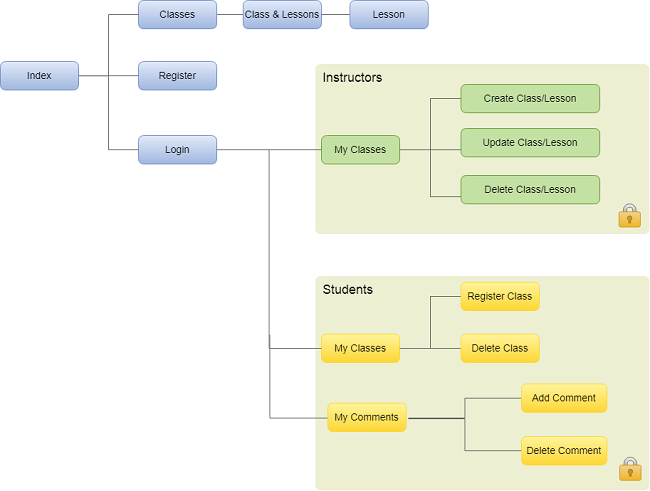 Classes
Class & Lessons
Lesson
Index
Register
Login
Instructors
My Classes
Create Class/Lesson
Update Class/Lesson
Delete Class/Lesson
Students
My Classes
Register Class
Delete Class
My Comments
Add Comment
Delete Comment